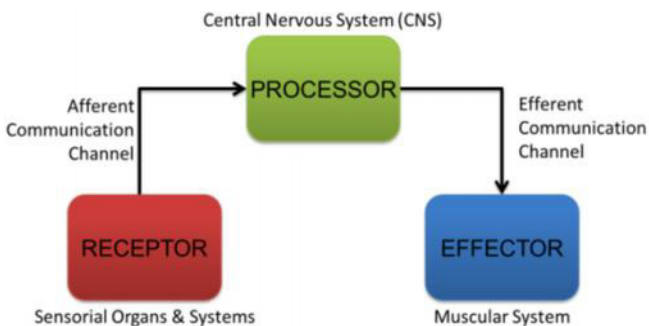 Central Nervous System (CNS)
PROCESSOR
Afferent
Communication
Channel
Efferent
Communication
Channel
RECEPTOR
EFFECTOR
Sensorial Organs & Systems
Muscular System